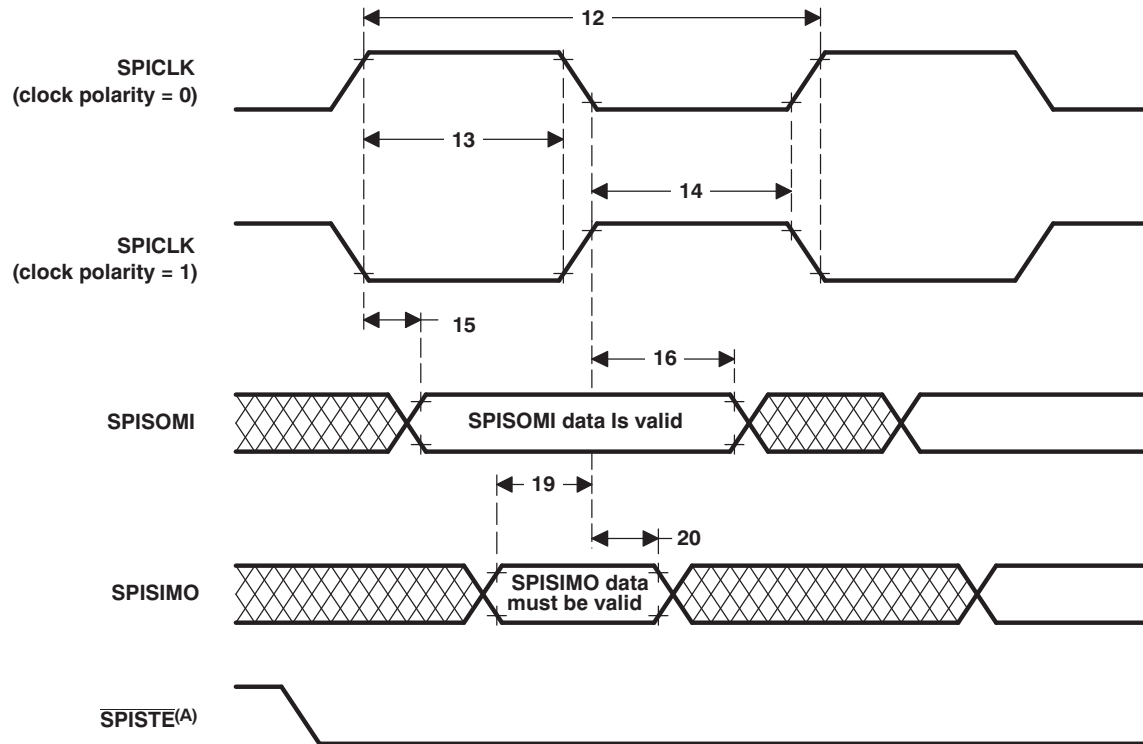 12
SPICLK
(clock polarity = 0)
13
14
SPICLK
(clock polarity = 1)
15
16
SPISOMI
SPISOMI data Is valid
19
20
SPISIMO
SPISIMO data
must be valid
SPISTE(A)